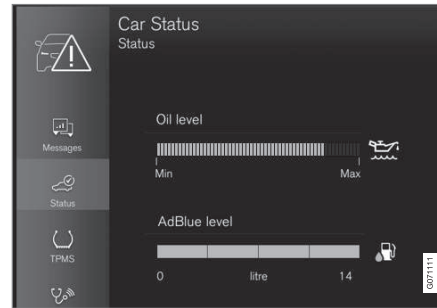 Car Status
Status
Messages
Status
TPMS
Oil level
Min Max
AdBlue level
0 litre 14
G071111